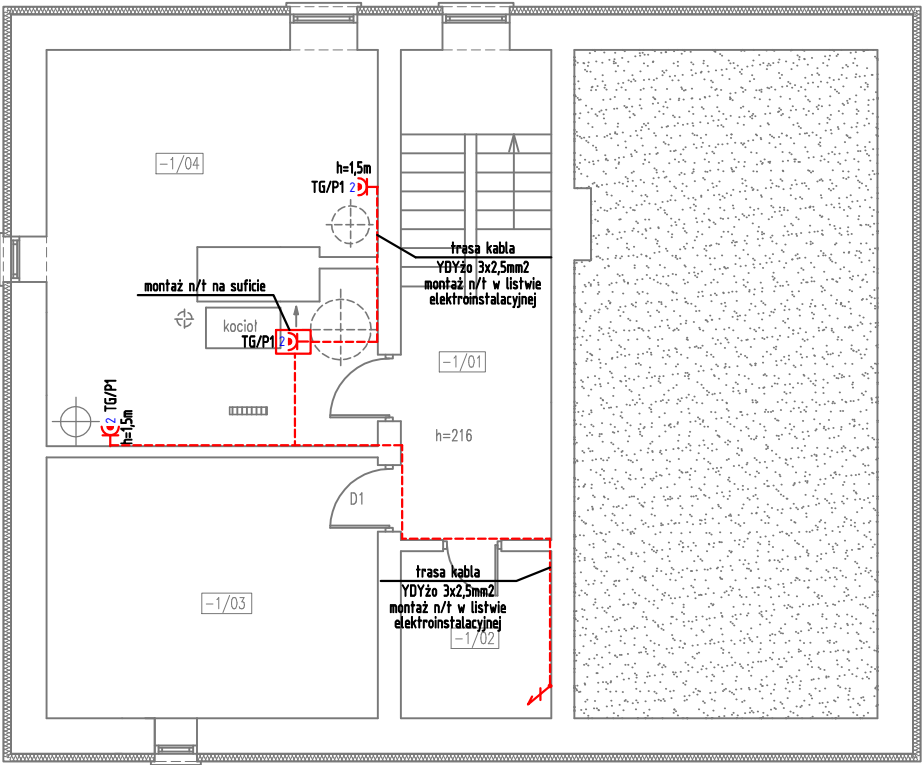 -1/04
h=1,5m
TG/P1 2
trasa kabla
YDYżo 3x2,5mm2
montaż n/t w listwie
elektroinstalacyjnej
montaż n/t na suficie
kocioł
TG/P1 2
-1/01
2 TG/P1
h=1,5m
h=216
D1
trasa kabla
YDYżo 3x2,5mm2
montaż n/t w listwie
elektroinstalacyjnej
-1/03
-1/02